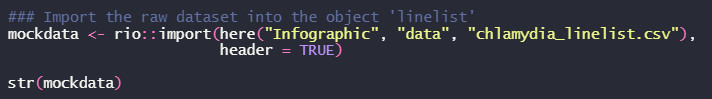 ### Import the raw dataset into the object 'linelist'
mockdata <- rio::import(here("Infographic", "data", "chlamydia_linelist.csv"),
                        header = TRUE)
str(mockdata)